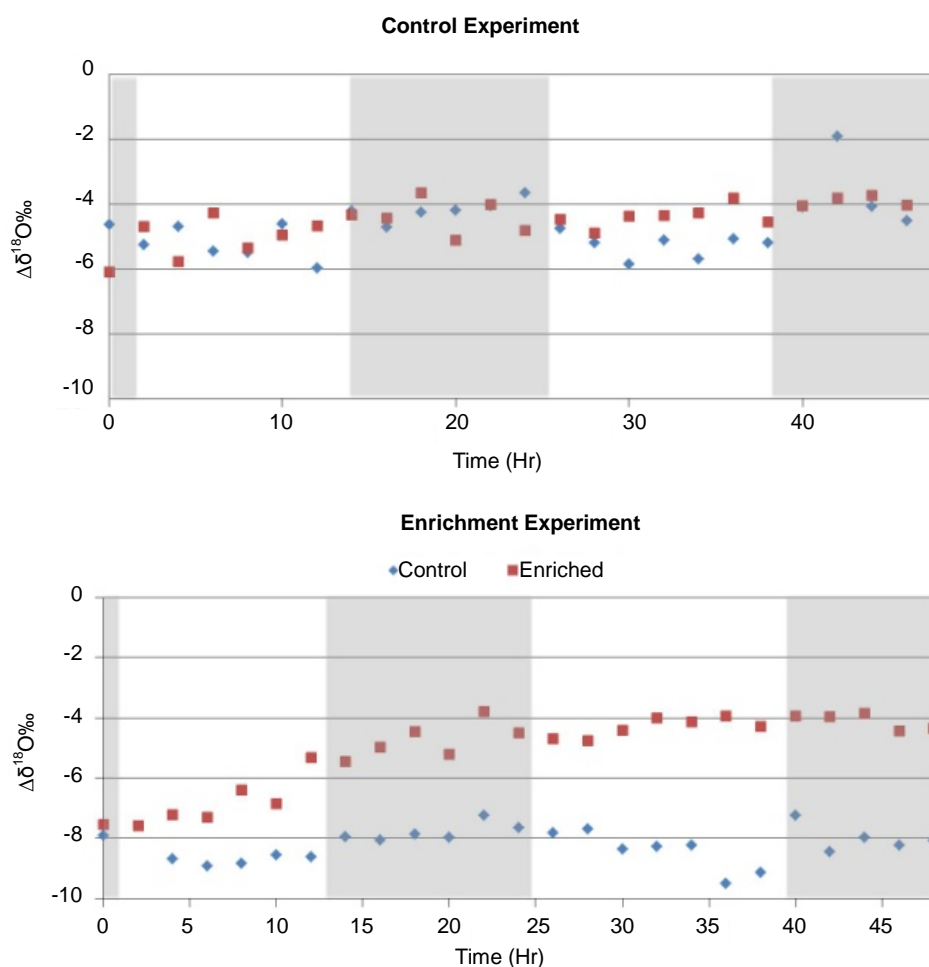 Control Experiment
0
-2
-4
-6
-8
-10
Δδ¹⁸O‰
0 10 20 30 40
Time (Hr)
Enrichment Experiment
Control Enriched
0
-2
-4
-6
-8
-10
Δδ¹⁸O‰
0 5 10 15 20 25 30 35 40 45
Time (Hr)